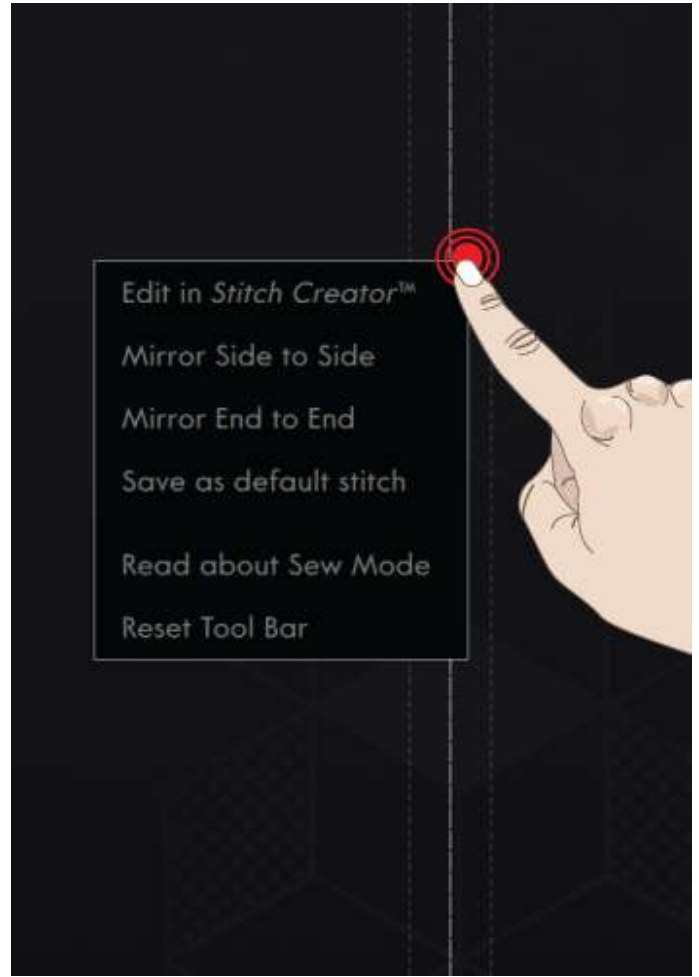 Edit in Stitch Creator™
Mirror Side to Side
Mirror End to End
Save as default stitch
Read about Sew Mode
Reset Tool Bar